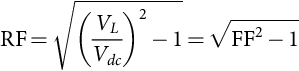 RF = √((V_L / V_dc)² − 1) = √(FF² − 1)